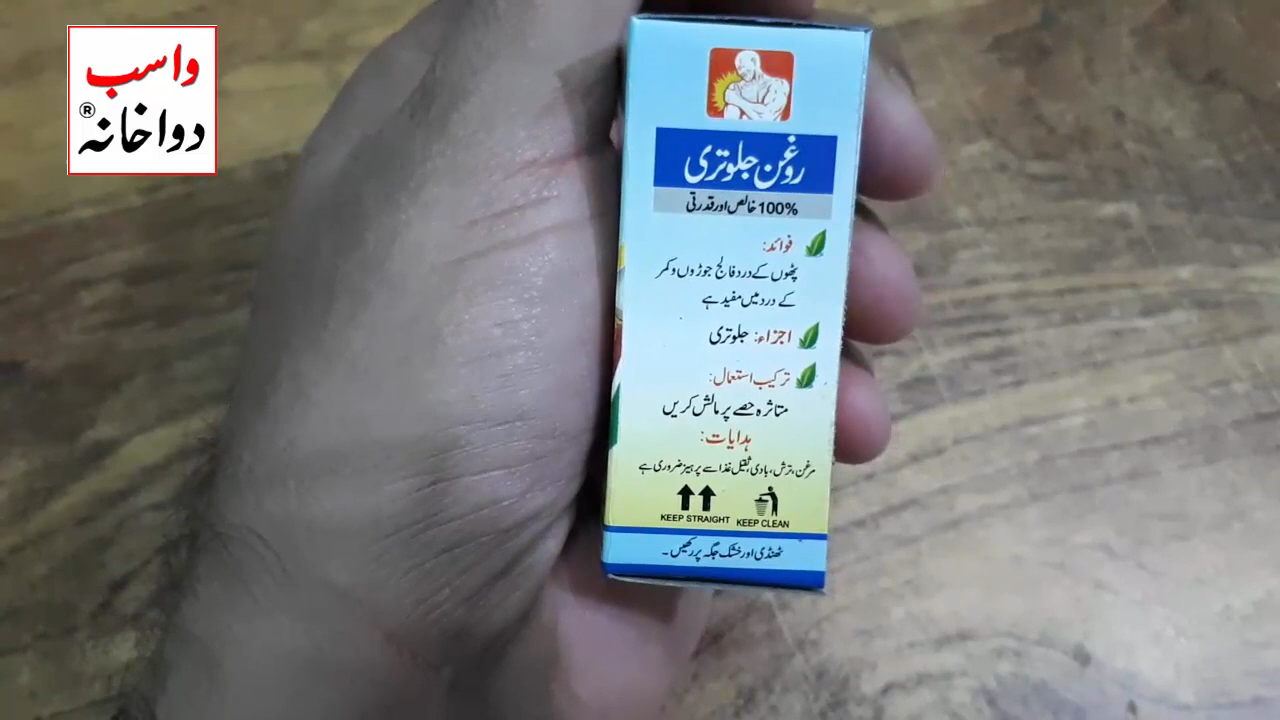 واسب
دواخانہ®
روغن جلوتری
100% خالص اور قدرتی
فوائد:
پٹھوں کے درد فالج جوڑوں و کمر
کے درد میں مفید ہے
اجزاء: جلوتری
ترکیب استعمال:
متاثرہ حصے پر مالش کریں
ہدایات:
مرغن، ترش، بادی، ثقیل غذا سے پرہیز ضروری ہے
KEEP STRAIGHT KEEP CLEAN
ٹھنڈی اور خشک جگہ پر رکھیں۔